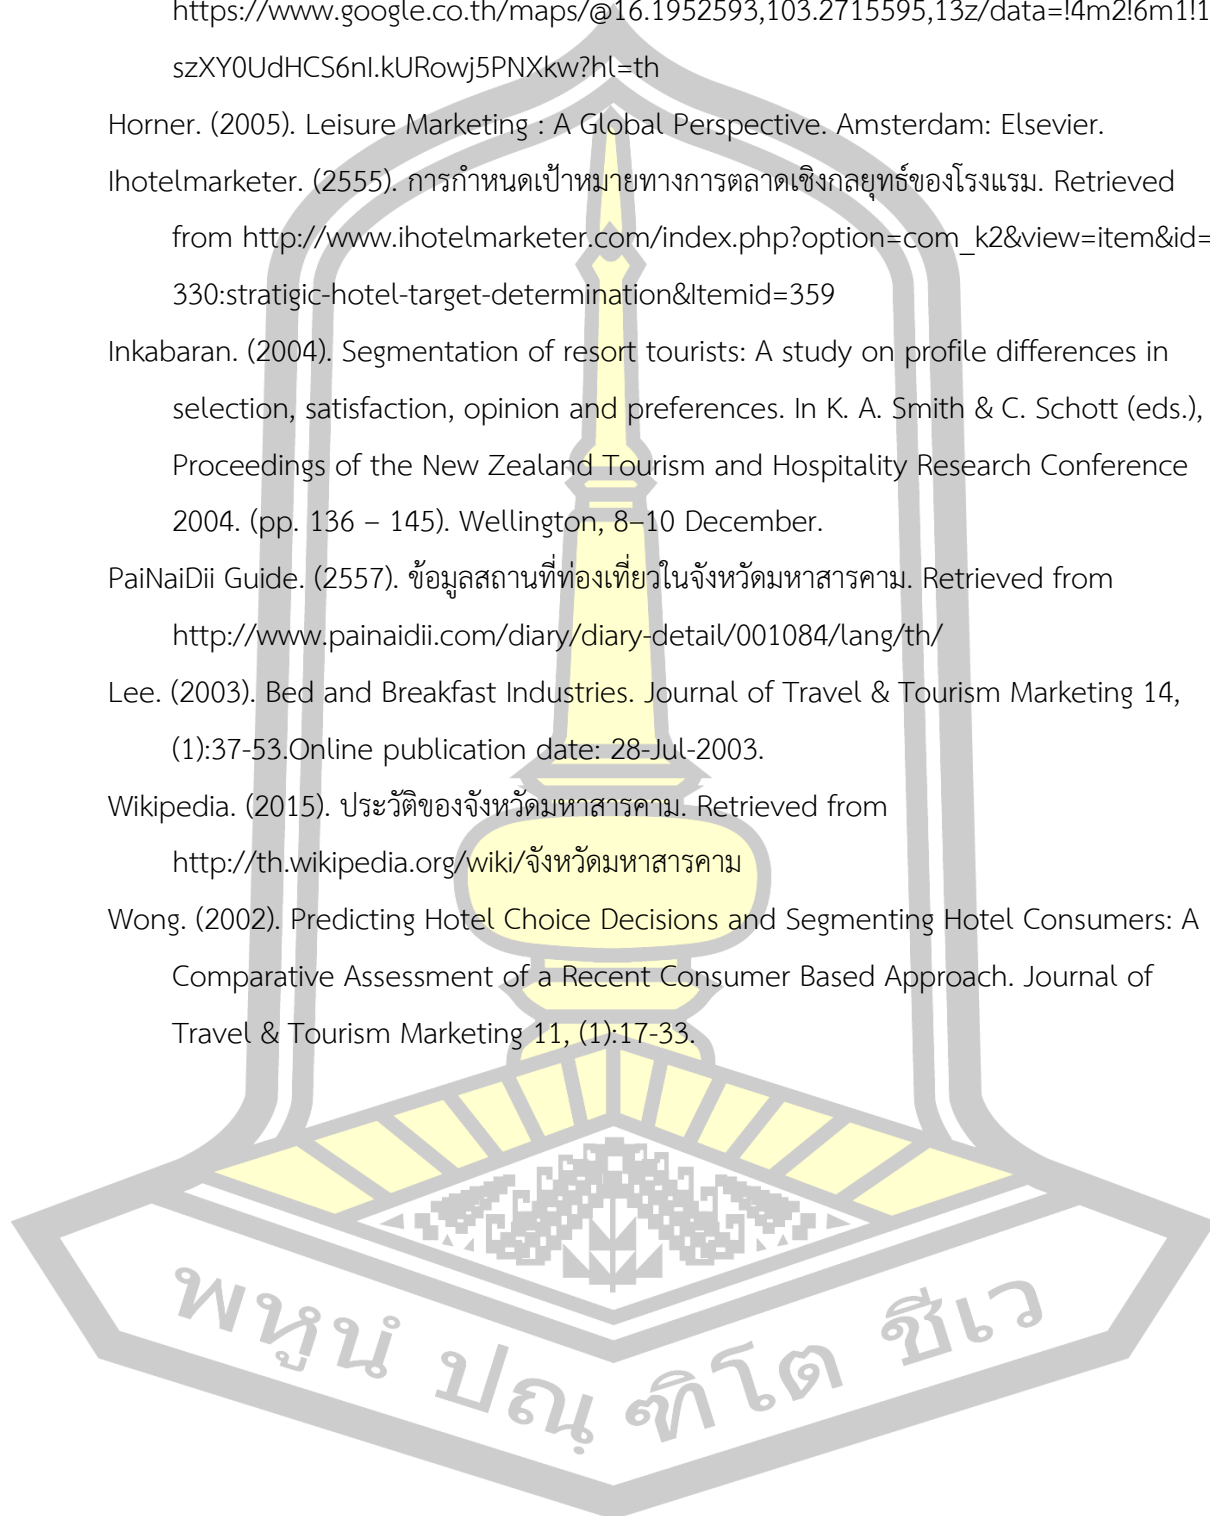 https://www.google.co.th/maps/@16.1952593,103.2715595,13z/data=!4m2!6m1!1
szXY0UdHCS6nI.kURowj5PNXkw?hl=th
Horner. (2005). Leisure Marketing : A Global Perspective. Amsterdam: Elsevier.
Ihotelmarketer. (2555). การกำหนดเป้าหมายทางการตลาดเชิงกลยุทธ์ของโรงแรม. Retrieved
from http://www.ihotelmarketer.com/index.php?option=com_k2&view=item&id=
330:stratigic-hotel-target-determination&Itemid=359
Inkabaran. (2004). Segmentation of resort tourists: A study on profile differences in
selection, satisfaction, opinion and preferences. In K. A. Smith & C. Schott (eds.),
Proceedings of the New Zealand Tourism and Hospitality Research Conference
2004. (pp. 136 – 145). Wellington, 8–10 December.
PaiNaiDii Guide. (2557). ข้อมูลสถานที่ท่องเที่ยวในจังหวัดมหาสารคาม. Retrieved from
http://www.painaidii.com/diary/diary-detail/001084/lang/th/
Lee. (2003). Bed and Breakfast Industries. Journal of Travel & Tourism Marketing 14,
(1):37-53.Online publication date: 28-Jul-2003.
Wikipedia. (2015). ประวัติของจังหวัดมหาสารคาม. Retrieved from
http://th.wikipedia.org/wiki/จังหวัดมหาสารคาม
Wong. (2002). Predicting Hotel Choice Decisions and Segmenting Hotel Consumers: A
Comparative Assessment of a Recent Consumer Based Approach. Journal of
Travel & Tourism Marketing 11, (1):17-33.
พหูนํ ปณฺฑิโต ชีเว